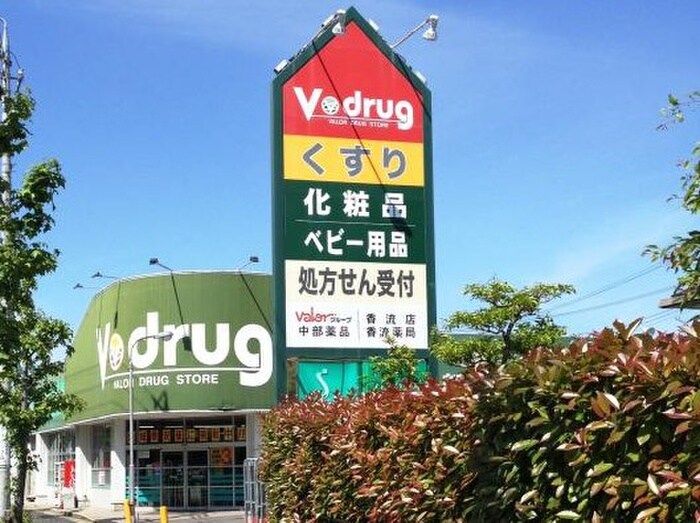 V drug
VALOR DRUG STORE
くすり
化粧品
ベビー用品
処方せん受付
Valorグループ
中部薬品
香流店
香流薬局
V drug
VALOR DRUG STORE